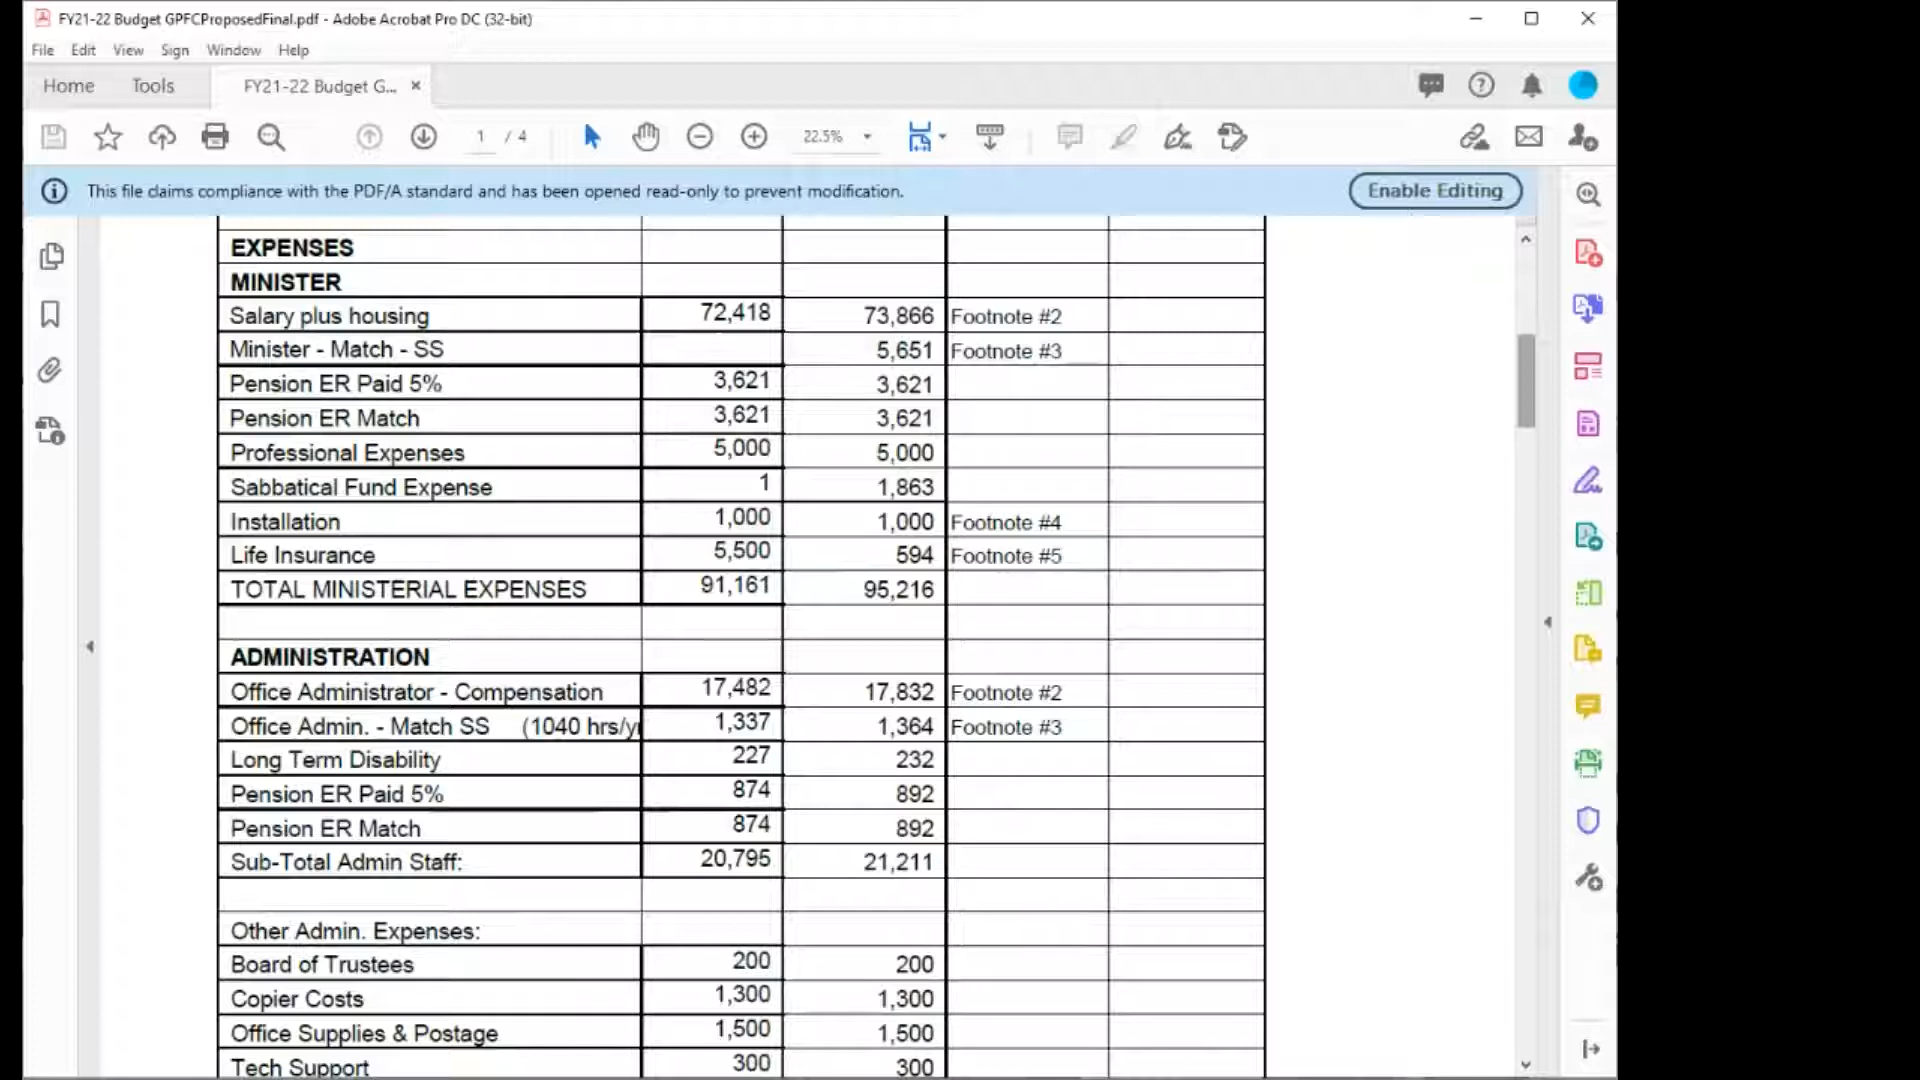 FY21-22 Budget GPFCProposedFinal.pdf - Adobe Acrobat Pro DC (32-bit)
File Edit View Sign Window Help
Home Tools FY21-22 Budget G... ×
1 / 4 22.5%
This file claims compliance with the PDF/A standard and has been opened read-only to prevent modification. Enable Editing
EXPENSES
MINISTER
Salary plus housing 72,418 73,866 Footnote #2
Minister - Match - SS 5,651 Footnote #3
Pension ER Paid 5% 3,621 3,621
Pension ER Match 3,621 3,621
Professional Expenses 5,000 5,000
Sabbatical Fund Expense 1 1,863
Installation 1,000 1,000 Footnote #4
Life Insurance 5,500 594 Footnote #5
TOTAL MINISTERIAL EXPENSES 91,161 95,216
ADMINISTRATION
Office Administrator - Compensation 17,482 17,832 Footnote #2
Office Admin. - Match SS (1040 hrs/yr 1,337 1,364 Footnote #3
Long Term Disability 227 232
Pension ER Paid 5% 874 892
Pension ER Match 874 892
Sub-Total Admin Staff: 20,795 21,211
Other Admin. Expenses:
Board of Trustees 200 200
Copier Costs 1,300 1,300
Office Supplies & Postage 1,500 1,500
Tech Support 300 300